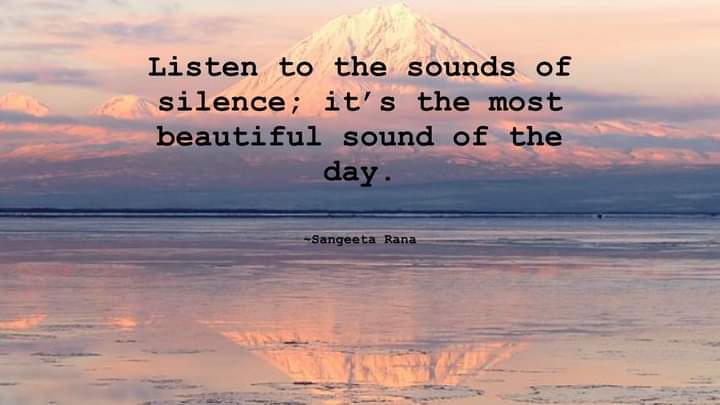 Listen to the sounds of
silence; it’s the most
beautiful sound of the
day.
~Sangeeta Rana